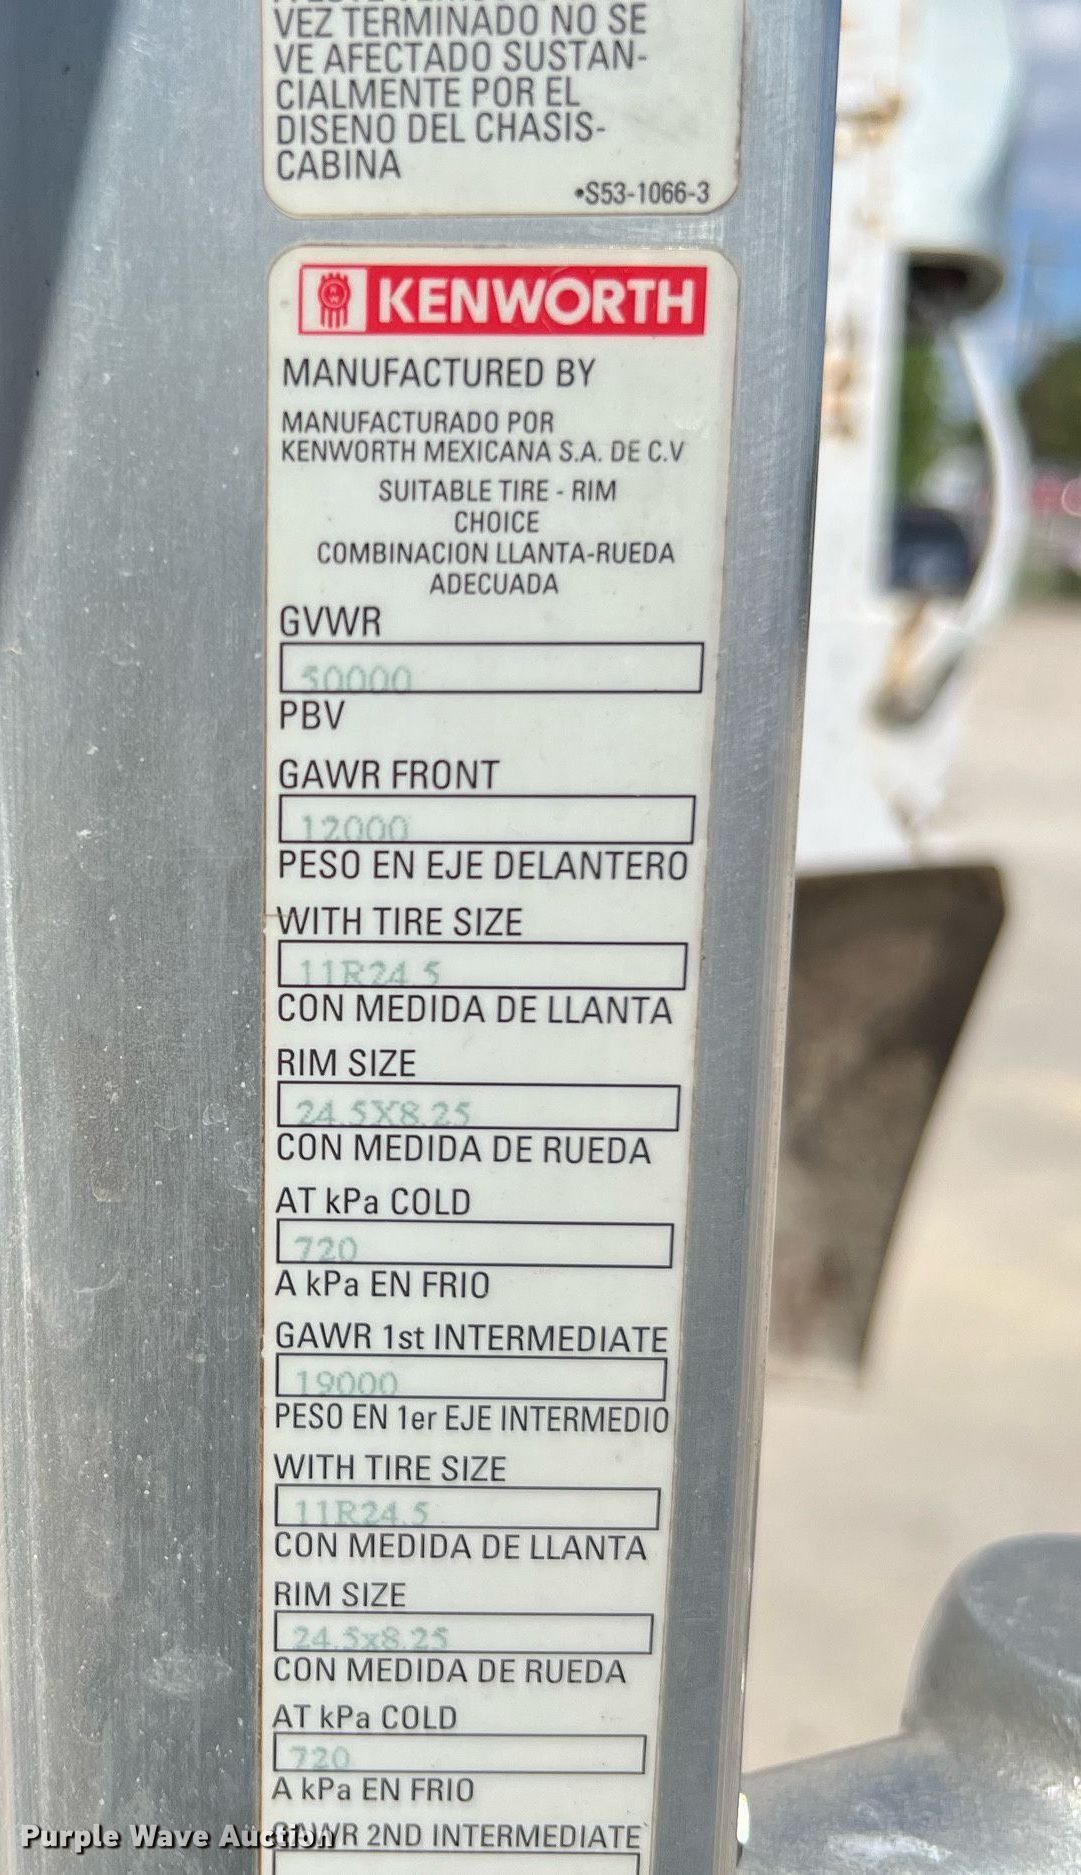 VEZ TERMINADO NO SE
VE AFECTADO SUSTAN-
CIALMENTE POR EL
DISENO DEL CHASIS-
CABINA
•S53-1066-3
KENWORTH
MANUFACTURED BY
MANUFACTURADO POR
KENWORTH MEXICANA S.A. DE C.V
SUITABLE TIRE - RIM
CHOICE
COMBINACION LLANTA-RUEDA
ADECUADA
GVWR
50000
PBV
GAWR FRONT
12000
PESO EN EJE DELANTERO
WITH TIRE SIZE
11R24.5
CON MEDIDA DE LLANTA
RIM SIZE
24.5X8.25
CON MEDIDA DE RUEDA
AT kPa COLD
720
A kPa EN FRIO
GAWR 1st INTERMEDIATE
19000
PESO EN 1er EJE INTERMEDIO
WITH TIRE SIZE
11R24.5
CON MEDIDA DE LLANTA
RIM SIZE
24.5x8.25
CON MEDIDA DE RUEDA
AT kPa COLD
720
A kPa EN FRIO
GAWR 2ND INTERMEDIATE
Purple Wave Auction